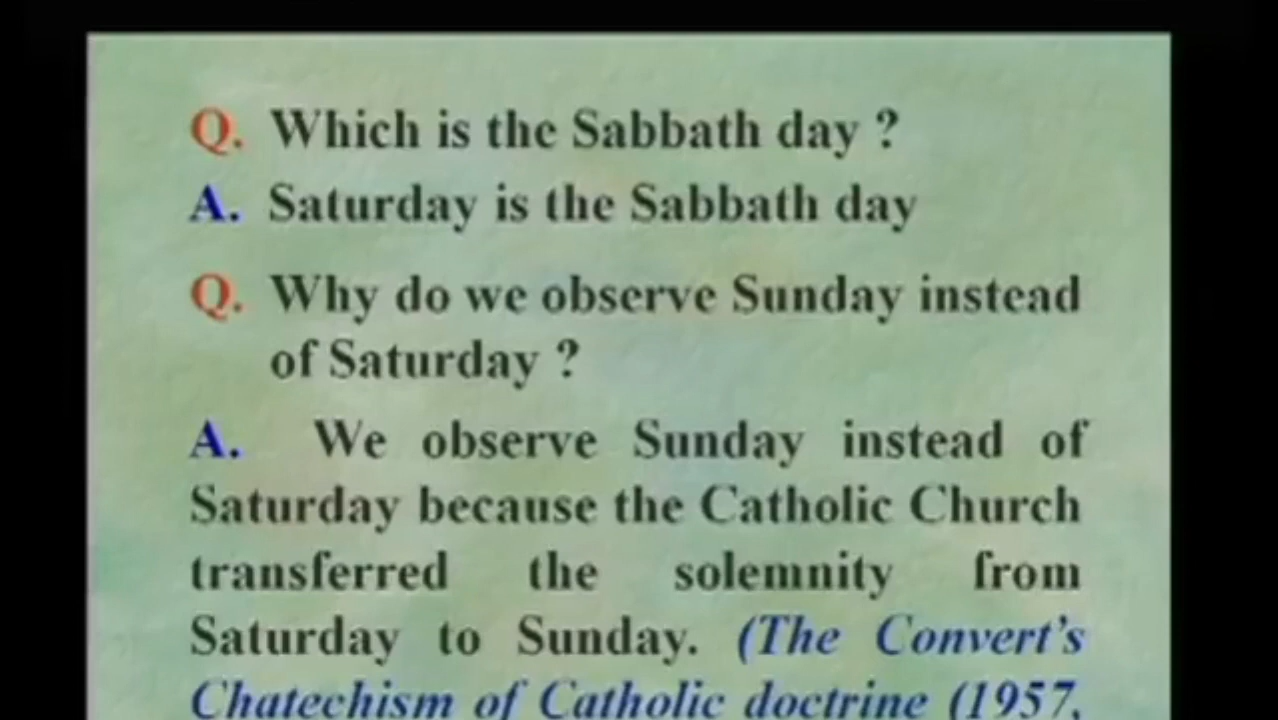 Q. Which is the Sabbath day ?
A. Saturday is the Sabbath day
Q. Why do we observe Sunday instead
of Saturday ?
A. We observe Sunday instead of
Saturday because the Catholic Church
transferred the solemnity from
Saturday to Sunday. (The Convert's
Chatechism of Catholic doctrine (1957,